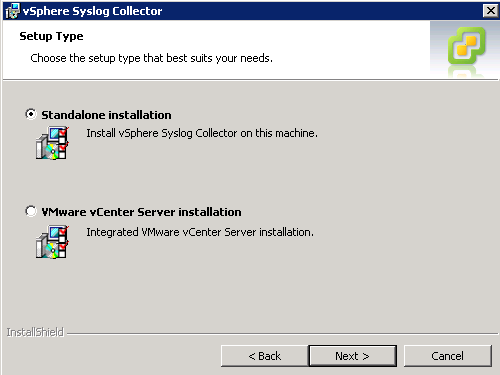 vSphere Syslog Collector
Setup Type
Choose the setup type that best suits your needs.
Standalone installation
Install vSphere Syslog Collector on this machine.
VMware vCenter Server installation
Integrated VMware vCenter Server installation.
InstallShield
< Back
Next >
Cancel